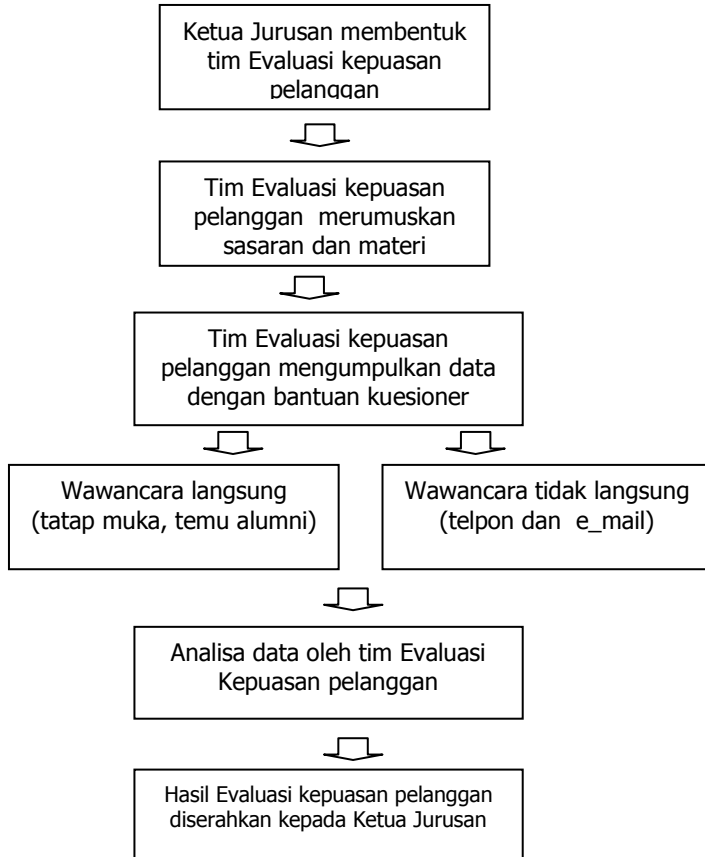 Ketua Jurusan membentuk
tim Evaluasi kepuasan
pelanggan
Tim Evaluasi kepuasan
pelanggan merumuskan
sasaran dan materi
Tim Evaluasi kepuasan
pelanggan mengumpulkan data
dengan bantuan kuesioner
Wawancara langsung
(tatap muka, temu alumni)
Wawancara tidak langsung
(telpon dan e_mail)
Analisa data oleh tim Evaluasi
Kepuasan pelanggan
Hasil Evaluasi kepuasan pelanggan
diserahkan kepada Ketua Jurusan